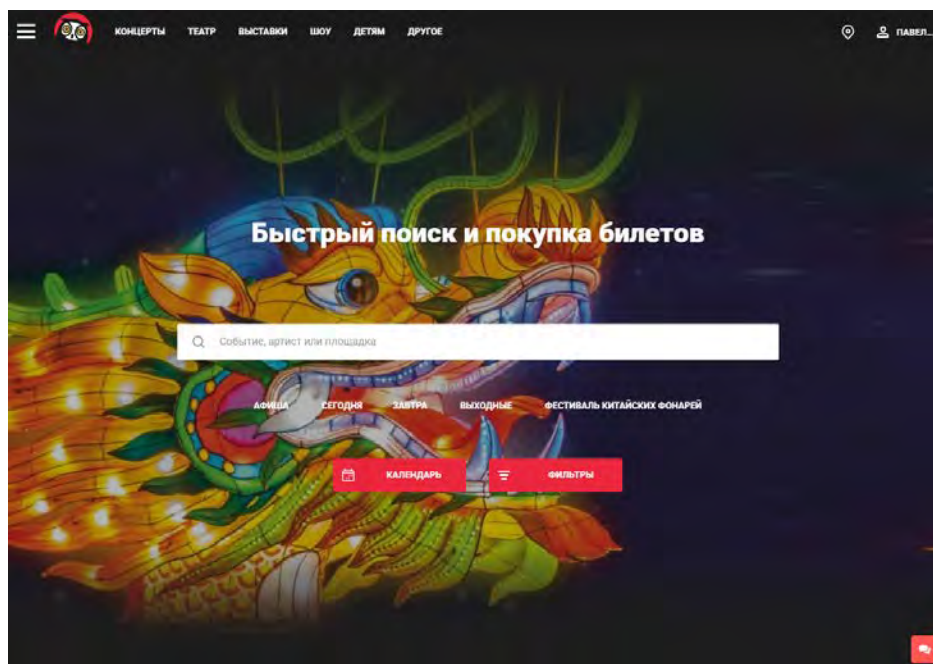 КОНЦЕРТЫ ТЕАТР ВЫСТАВКИ ШОУ ДЕТЯМ ДРУГОЕ ПАВЕЛ...
Быстрый поиск и покупка билетов
Событие, артист или площадка
АФИША СЕГОДНЯ ЗАВТРА ВЫХОДНЫЕ ФЕСТИВАЛЬ КИТАЙСКИХ ФОНАРЕЙ
КАЛЕНДАРЬ ФИЛЬТРЫ